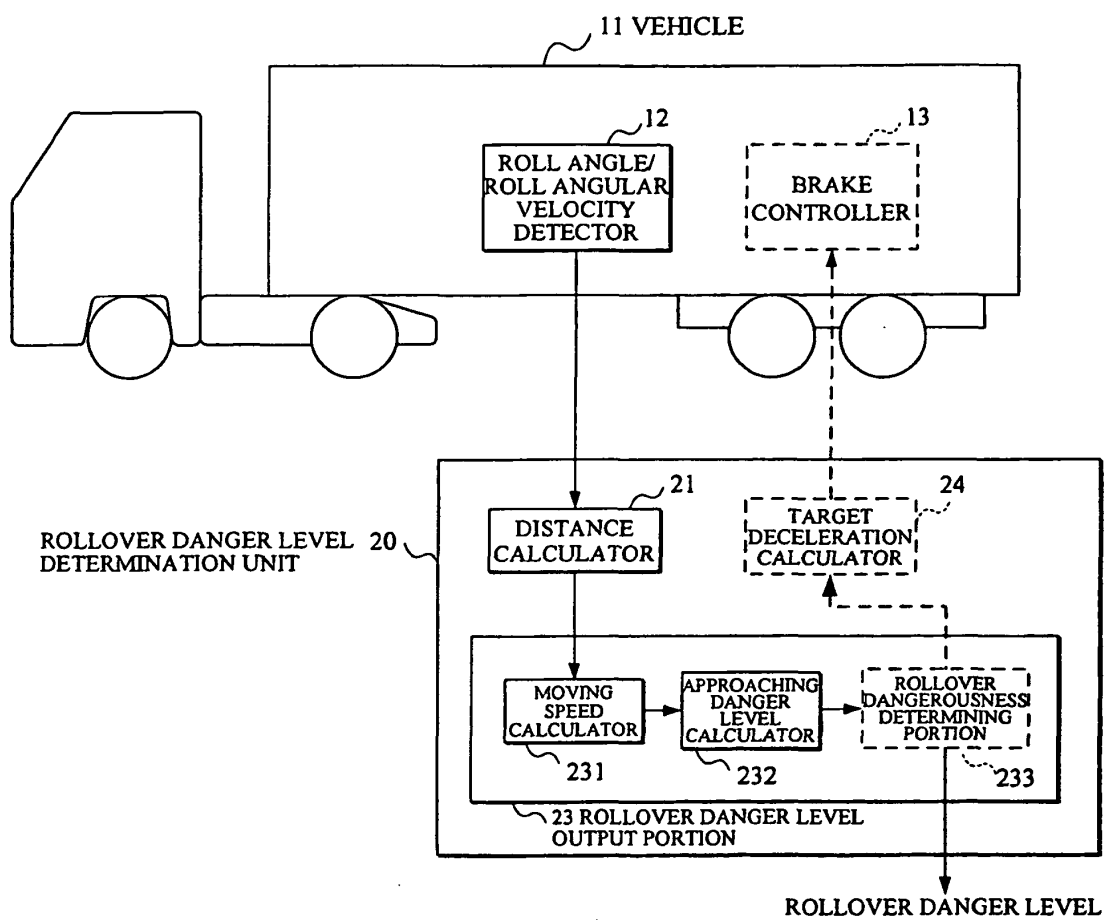 11 VEHICLE
12
ROLL ANGLE/
ROLL ANGULAR
VELOCITY
DETECTOR
13
BRAKE
CONTROLLER
21
DISTANCE
CALCULATOR
24
TARGET
DECELERATION
CALCULATOR
ROLLOVER DANGER LEVEL
DETERMINATION UNIT
20
MOVING
SPEED
CALCULATOR
231
APPROACHING
DANGER
LEVEL
CALCULATOR
232
ROLLOVER
DANGEROUSNESS
DETERMINING
PORTION
233
23 ROLLOVER DANGER LEVEL
OUTPUT PORTION
ROLLOVER DANGER LEVEL